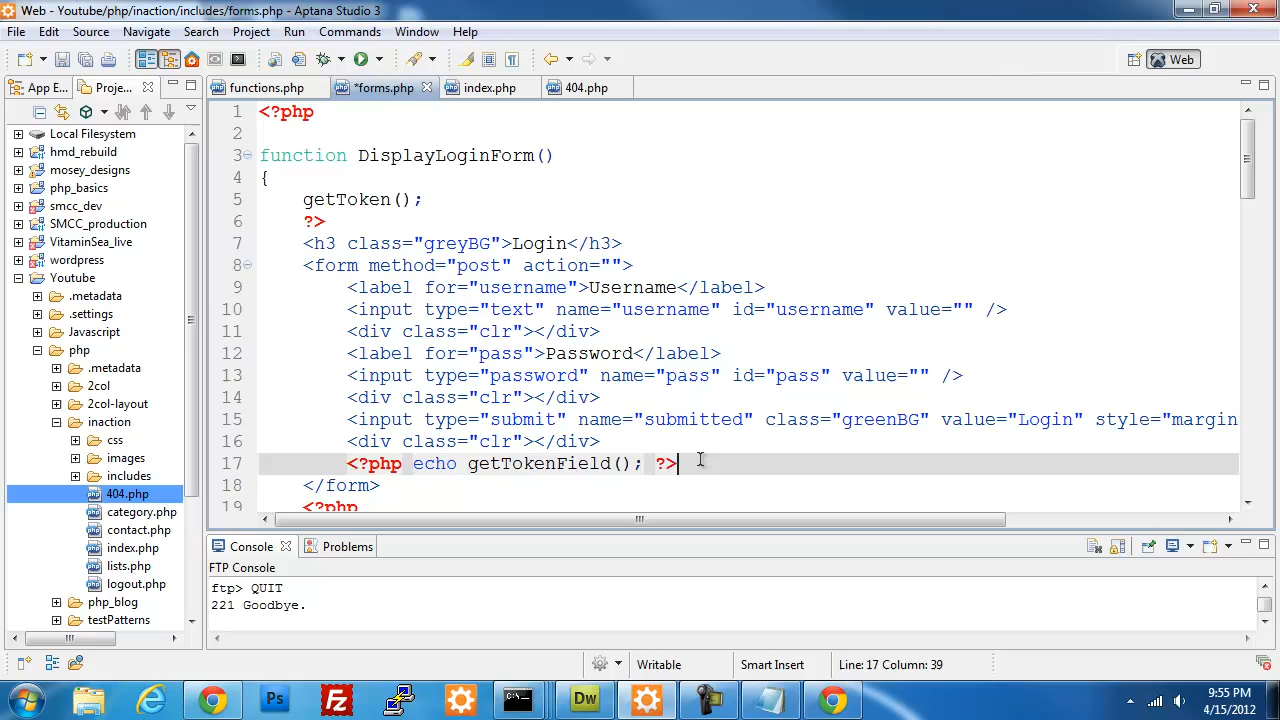 Web - Youtube/php/inaction/includes/forms.php - Aptana Studio 3
File Edit Source Navigate Search Project Run Commands Window Help
Web
App E...
Proje...
functions.php
*forms.php
index.php
404.php
Local Filesystem
hmd_rebuild
mosey_designs
php_basics
smcc_dev
SMCC_production
VitaminSea_live
wordpress
Youtube
.metadata
.settings
Javascript
php
.metadata
2col
2col-layout
inaction
css
images
includes
404.php
category.php
contact.php
index.php
lists.php
logout.php
php_blog
testPatterns
1 <?php
2
3 function DisplayLoginForm()
4 {
5 getToken();
6 ?>
7 <h3 class="greyBG">Login</h3>
8 <form method="post" action="">
9 <label for="username">Username</label>
10 <input type="text" name="username" id="username" value="" />
11 <div class="clr"></div>
12 <label for="pass">Password</label>
13 <input type="password" name="pass" id="pass" value="" />
14 <div class="clr"></div>
15 <input type="submit" name="submitted" class="greenBG" value="Login" style="margin
16 <div class="clr"></div>
17 <?php echo getTokenField(); ?>
18 </form>
19 <?php
Console
Problems
FTP Console
ftp> QUIT
221 Goodbye.
Writable
Smart Insert
Line: 17 Column: 39
Ps
Fz
Dw
9:55 PM
4/15/2012